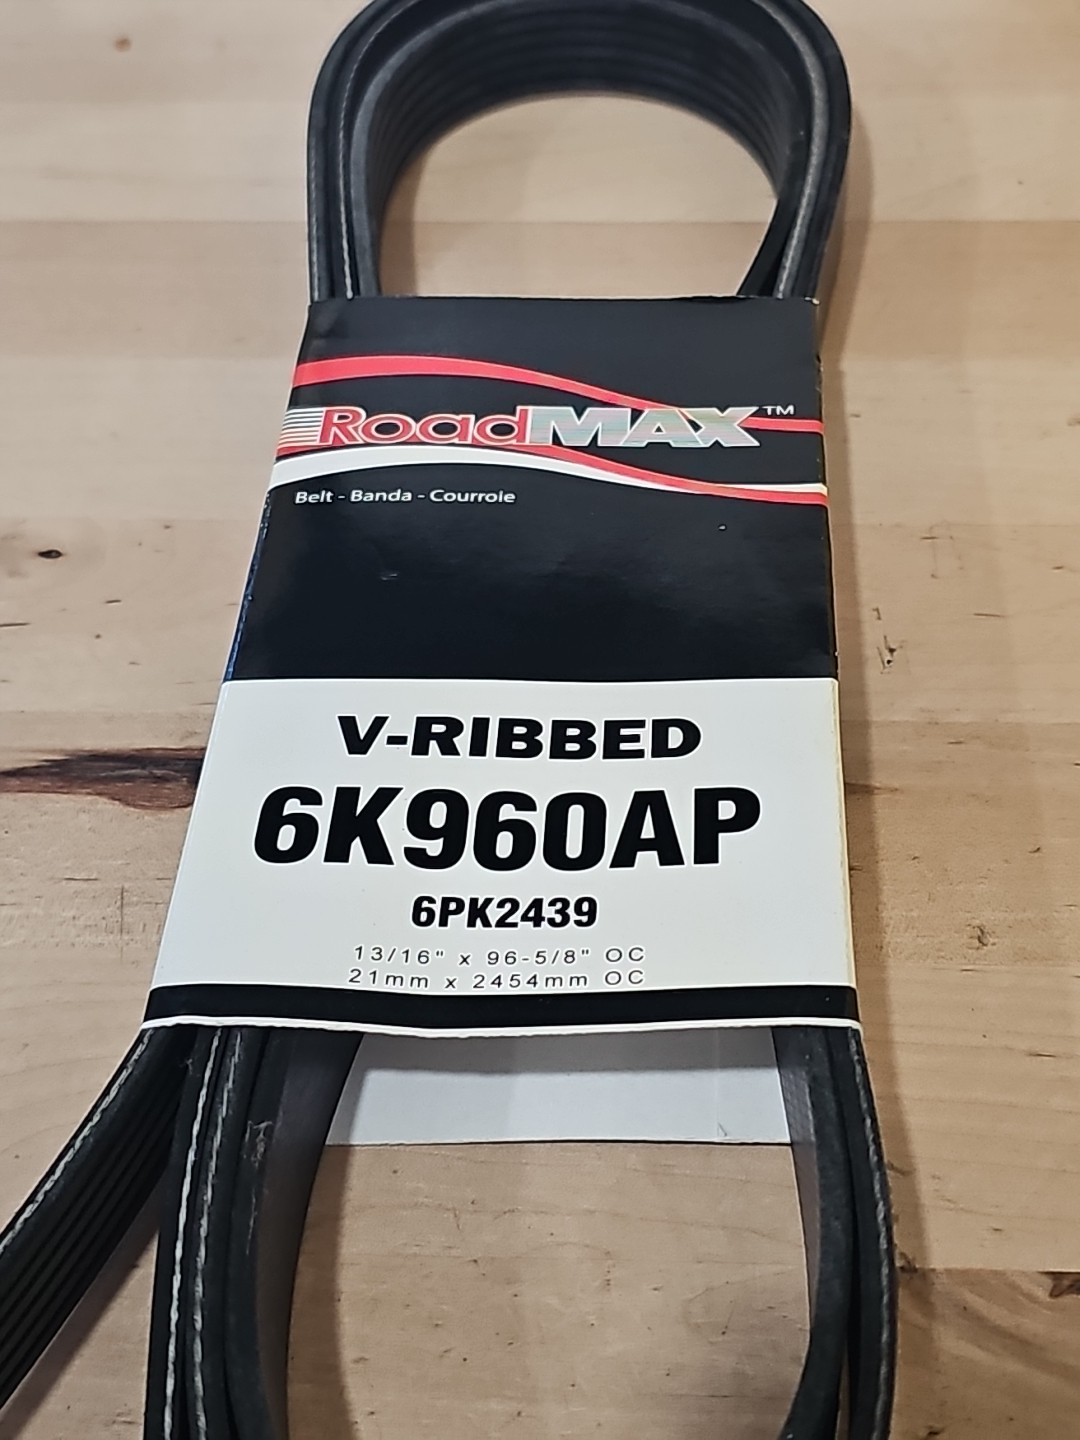 RoadMAX™
Belt - Banda - Courroie
V-RIBBED
6K960AP
6PK2439
13/16" x 96-5/8" OC
21mm x 2454mm OC